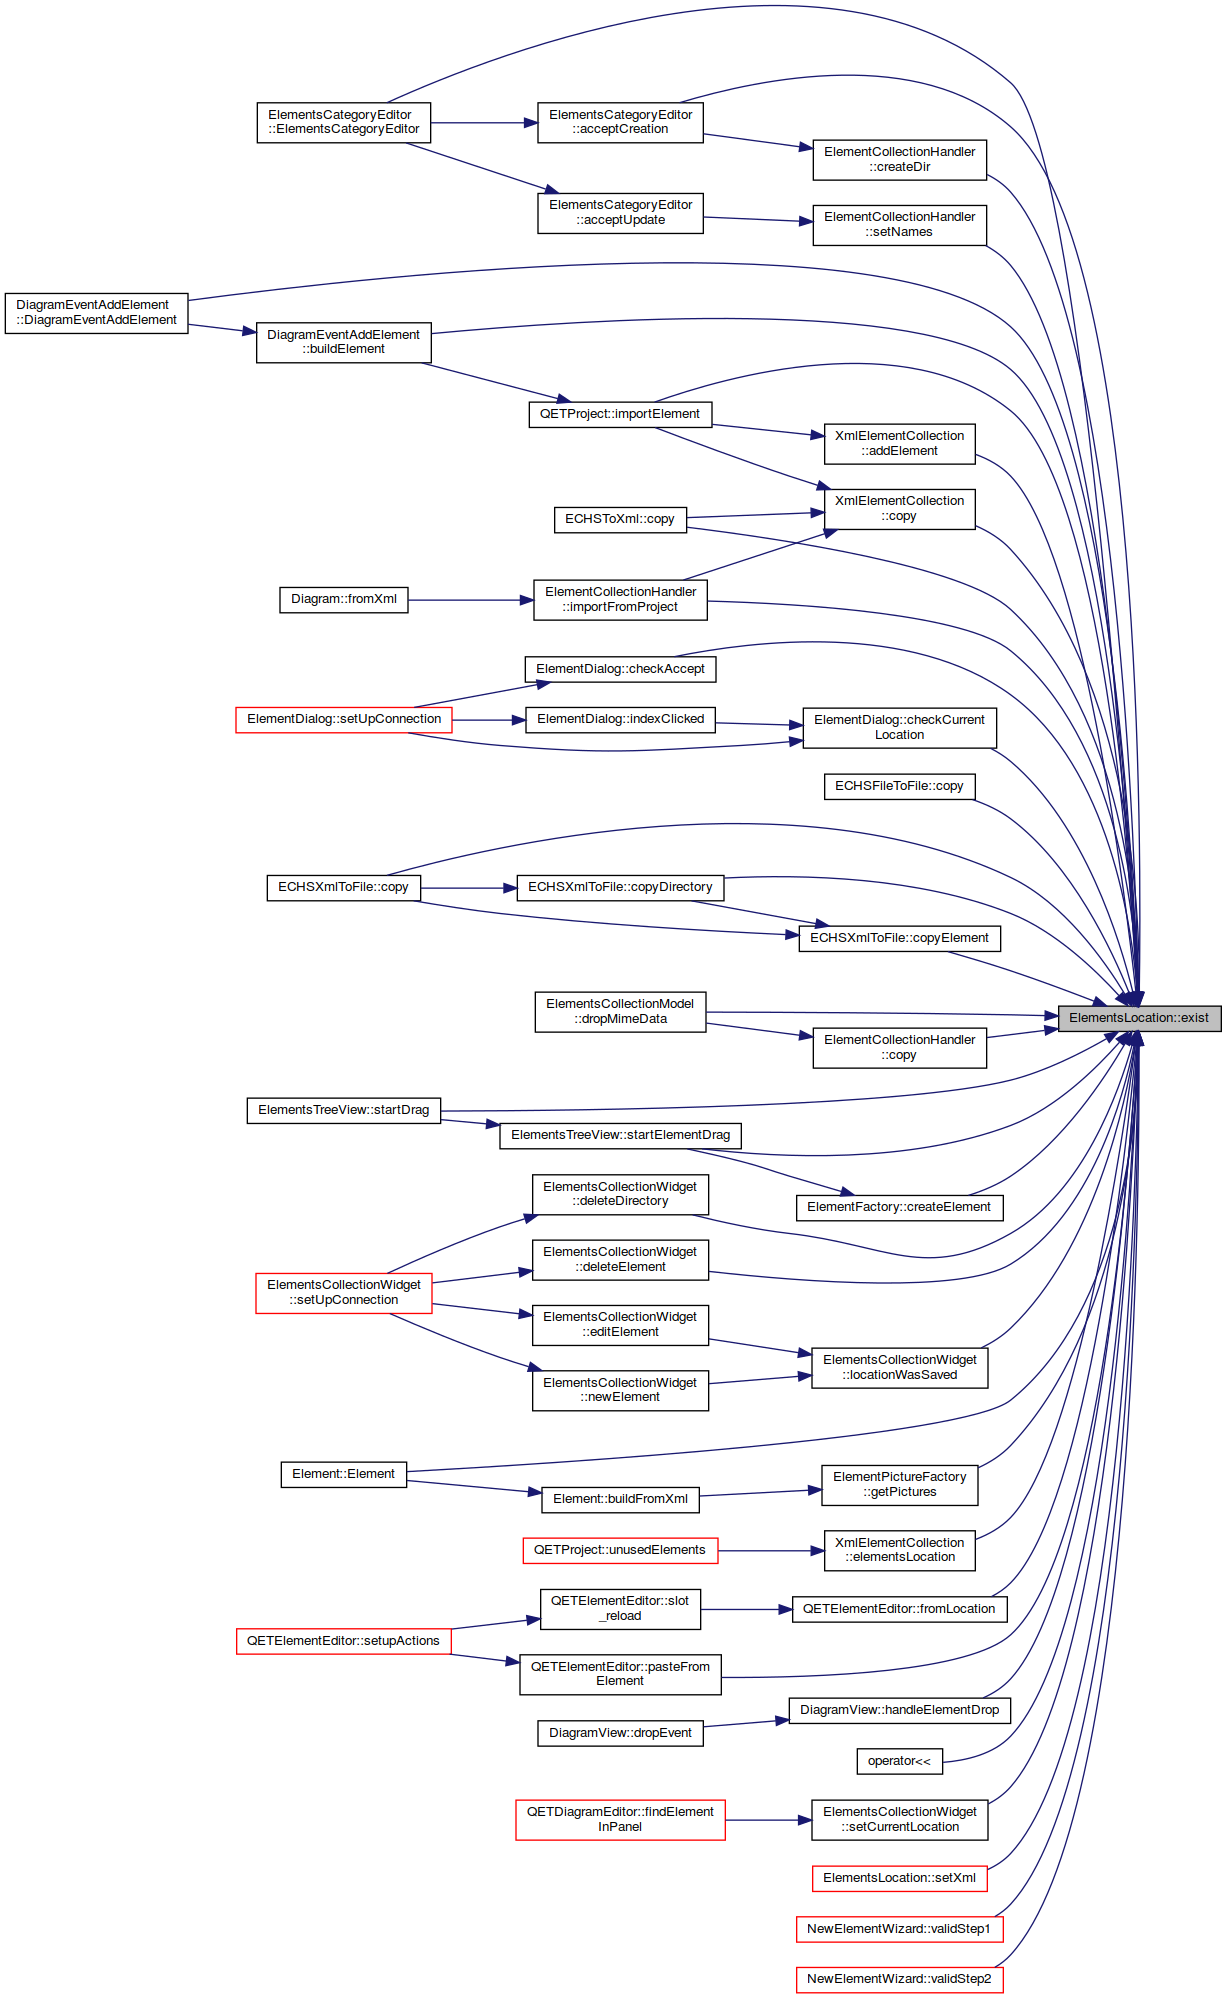 ElementsCategoryEditor
::ElementsCategoryEditor
ElementsCategoryEditor
::acceptCreation
ElementCollectionHandler
::createDir
ElementsCategoryEditor
::acceptUpdate
ElementCollectionHandler
::setNames
DiagramEventAddElement
::DiagramEventAddElement
DiagramEventAddElement
::buildElement
QETProject::importElement
XmlElementCollection
::addElement
XmlElementCollection
::copy
ECHSToXml::copy
Diagram::fromXml
ElementCollectionHandler
::importFromProject
ElementDialog::checkAccept
ElementDialog::setUpConnection
ElementDialog::indexClicked
ElementDialog::checkCurrent
Location
ECHSFileToFile::copy
ECHSXmlToFile::copy
ECHSXmlToFile::copyDirectory
ECHSXmlToFile::copyElement
ElementsCollectionModel
::dropMimeData
ElementsLocation::exist
ElementCollectionHandler
::copy
ElementsTreeView::startDrag
ElementsTreeView::startElementDrag
ElementsCollectionWidget
::deleteDirectory
ElementFactory::createElement
ElementsCollectionWidget
::deleteElement
ElementsCollectionWidget
::setUpConnection
ElementsCollectionWidget
::editElement
ElementsCollectionWidget
::locationWasSaved
ElementsCollectionWidget
::newElement
Element::Element
ElementPictureFactory
::getPictures
Element::buildFromXml
QETProject::unusedElements
XmlElementCollection
::elementsLocation
QETElementEditor::slot
_reload
QETElementEditor::fromLocation
QETElementEditor::setupActions
QETElementEditor::pasteFrom
Element
DiagramView::handleElementDrop
DiagramView::dropEvent
operator<<
QETDiagramEditor::findElement
InPanel
ElementsCollectionWidget
::setCurrentLocation
ElementsLocation::setXml
NewElementWizard::validStep1
NewElementWizard::validStep2